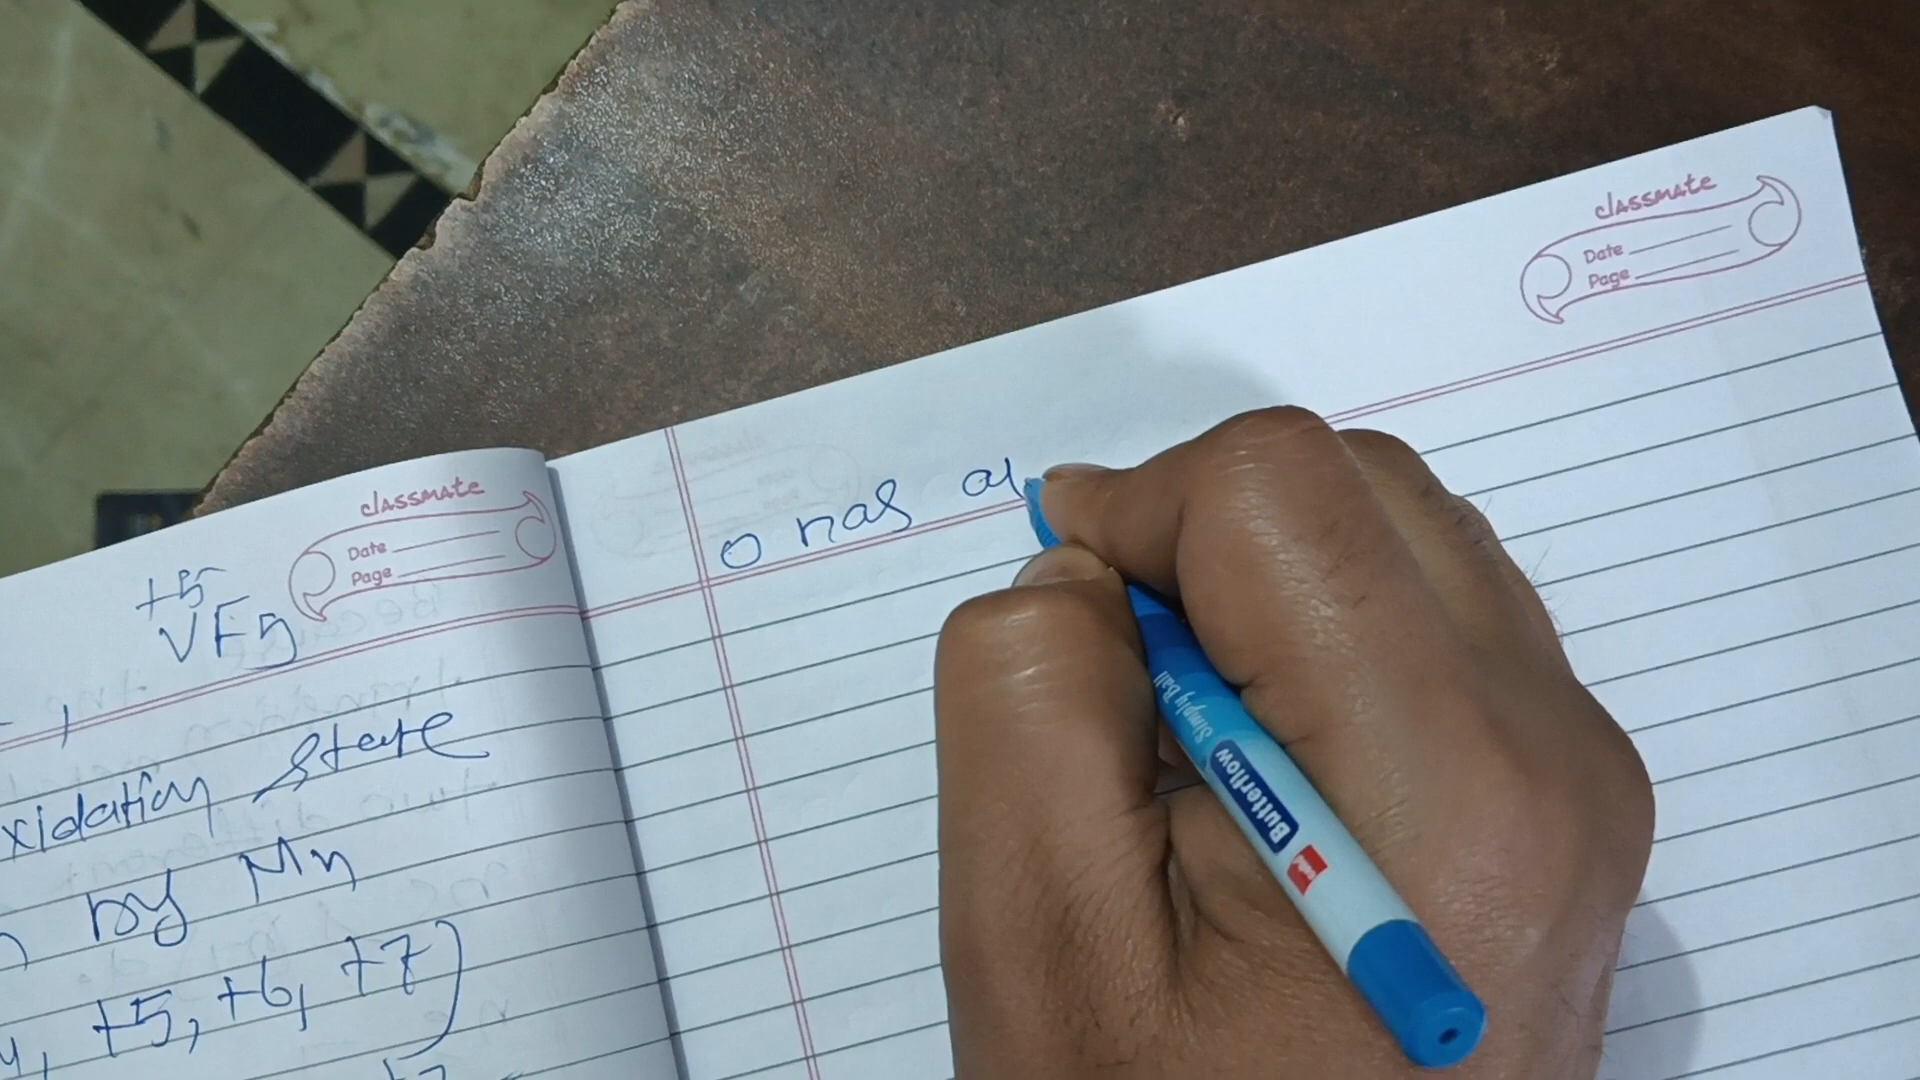 classmate
Date
Page
+5
VF5
xidation state
by Mn
+5, +6, +7)
classmate
Date
Page
O has
Simply Ball
Butterflow
cello